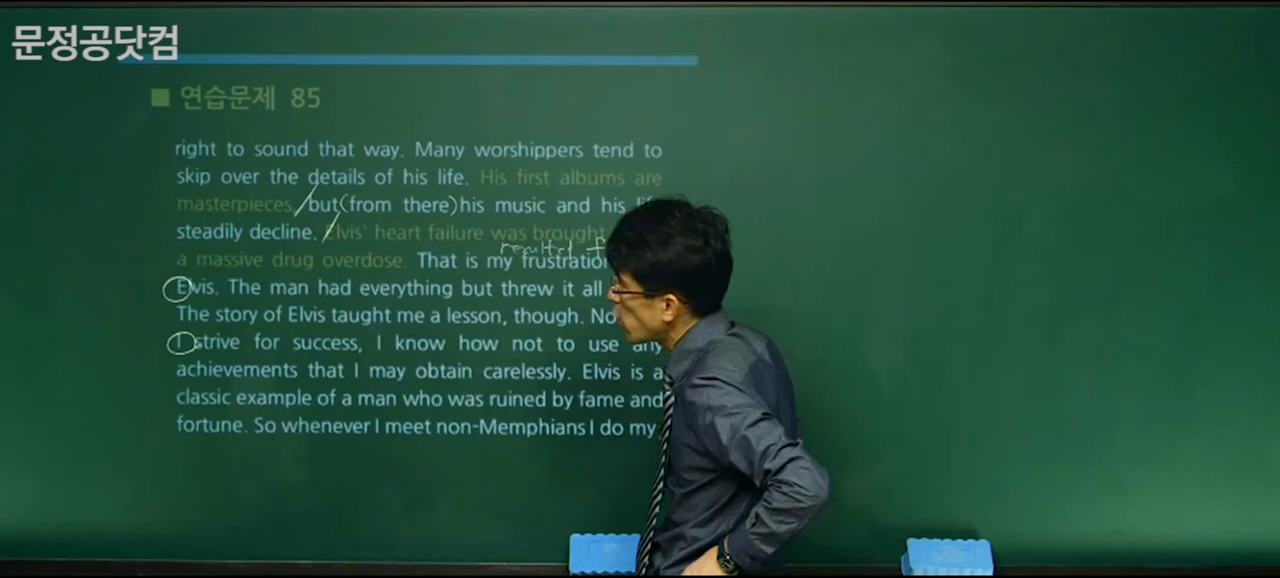 문정공닷컴
■ 연습문제 85
right to sound that way. Many worshippers tend to
skip over the details of his life. His first albums are
masterpieces, but (from there) his music and his
steadily decline. Elvis' heart failure was brought
resulted
a massive drug overdose. That is my frustration
Elvis. The man had everything but threw it all
The story of Elvis taught me a lesson, though.
I strive for success, I know how not to use any
achievements that I may obtain carelessly. Elvis is a
classic example of a man who was ruined by fame and
fortune. So whenever I meet non-Memphians I do my